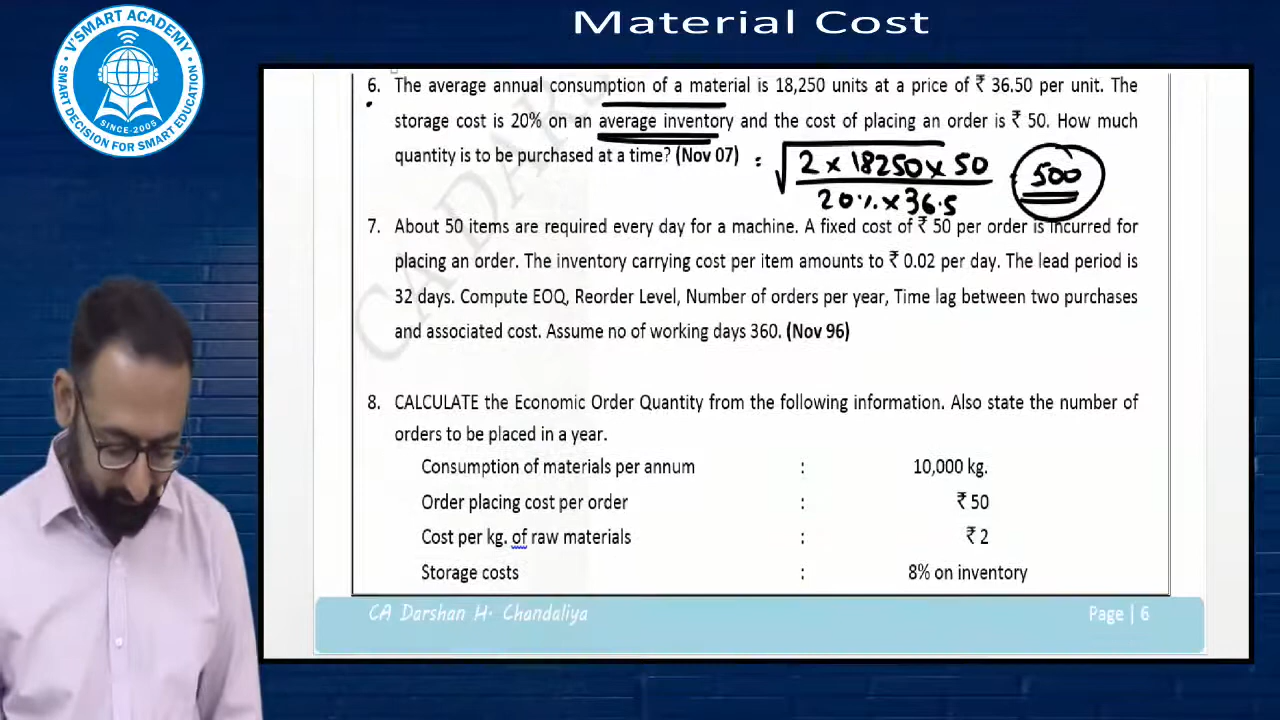 Material Cost
V'SMART ACADEMY
SINCE-2008
SMART DECISION FOR SMART EDUCATION
6. The average annual consumption of a material is 18,250 units at a price of ₹ 36.50 per unit. The
storage cost is 20% on an average inventory and the cost of placing an order is ₹ 50. How much
quantity is to be purchased at a time? (Nov 07)
: √ 2 × 18250 × 50
20% × 36.5
500
7. About 50 items are required every day for a machine. A fixed cost of ₹ 50 per order is incurred for
placing an order. The inventory carrying cost per item amounts to ₹ 0.02 per day. The lead period is
32 days. Compute EOQ, Reorder Level, Number of orders per year, Time lag between two purchases
and associated cost. Assume no of working days 360. (Nov 96)
8. CALCULATE the Economic Order Quantity from the following information. Also state the number of
orders to be placed in a year.
Consumption of materials per annum : 10,000 kg.
Order placing cost per order : ₹ 50
Cost per kg. of raw materials : ₹ 2
Storage costs : 8% on inventory
CA Darshan H. Chandaliya
Page | 6